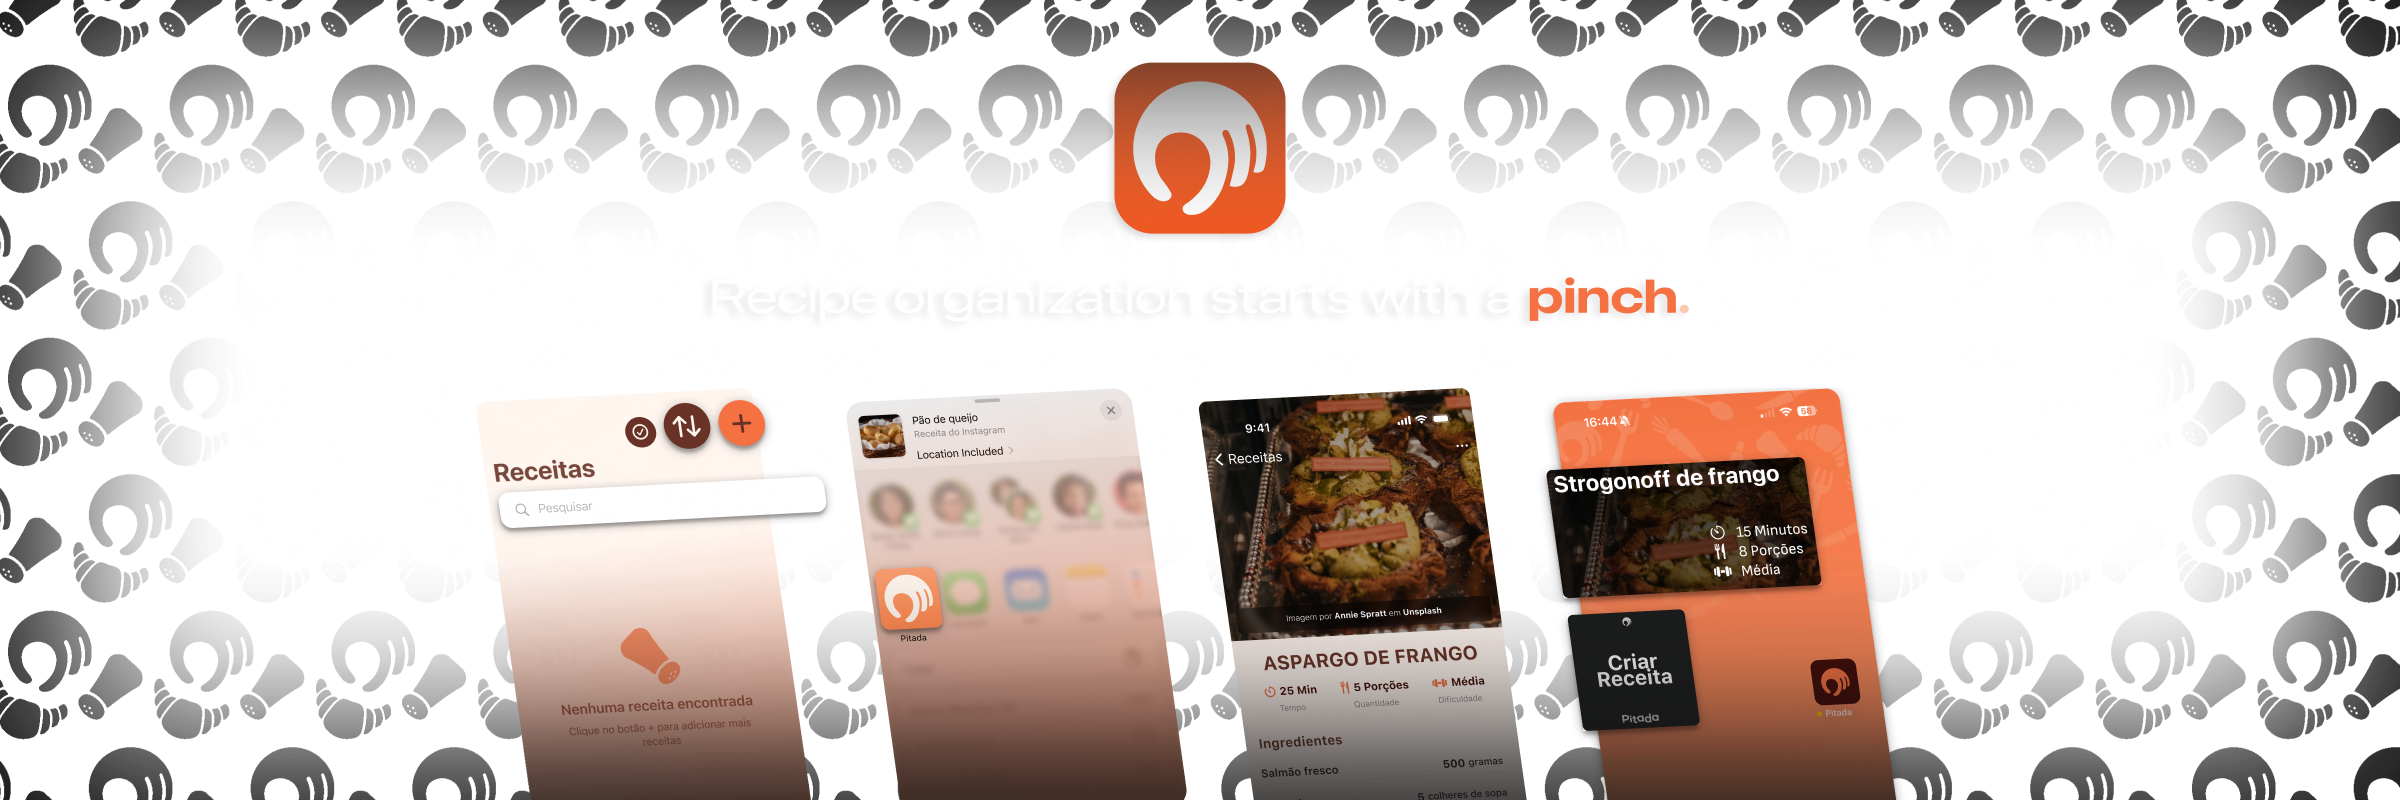 Recipe organization starts with a pinch.
Receitas
Pesquisar
Nenhuma receita encontrada
Clique no botão + para adicionar mais
receitas
Pão de queijo
Receita do Instagram
Location Included
Pitada
9:41
Receitas
Imagem por Annie Spratt em Unsplash
ASPARGO DE FRANGO
25 Min
Tempo
5 Porções
Quantidade
Média
Dificuldade
Ingredientes
Salmão fresco
500 gramas
5 colheres de sopa
16:44
Strogonoff de frango
15 Minutos
8 Porções
Média
Criar
Receita
Pitada
Pitada